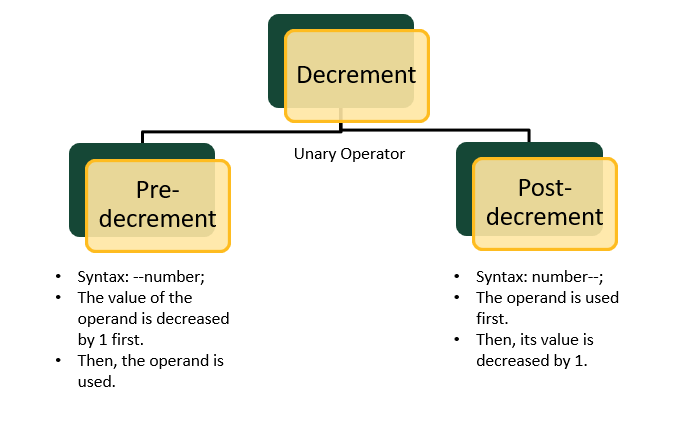 Decrement
Unary Operator
Pre-
decrement
Post-
decrement
• Syntax: --number;
• The value of the
operand is decreased
by 1 first.
• Then, the operand is
used.
• Syntax: number--;
• The operand is used
first.
• Then, its value is
decreased by 1.